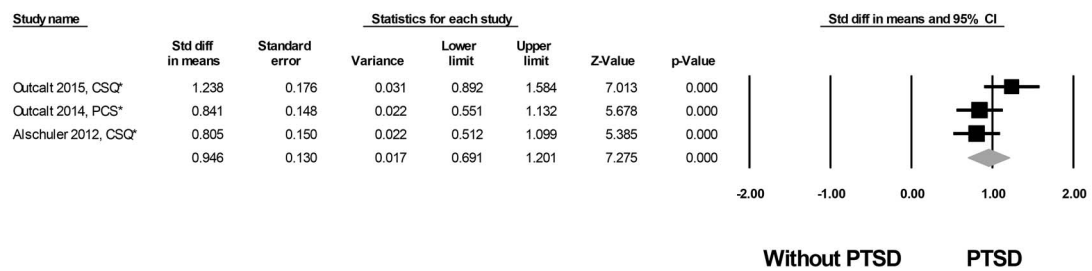 Study name Statistics for each study Std diff in means and 95% CI
Std diff Standard Lower Upper
in means error Variance limit limit Z-Value p-Value
Outcalt 2015, CSQ* 1.238 0.176 0.031 0.892 1.584 7.013 0.000
Outcalt 2014, PCS* 0.841 0.148 0.022 0.551 1.132 5.678 0.000
Alschuler 2012, CSQ* 0.805 0.150 0.022 0.512 1.099 5.385 0.000
0.946 0.130 0.017 0.691 1.201 7.275 0.000
-2.00 -1.00 0.00 1.00 2.00
Without PTSD PTSD